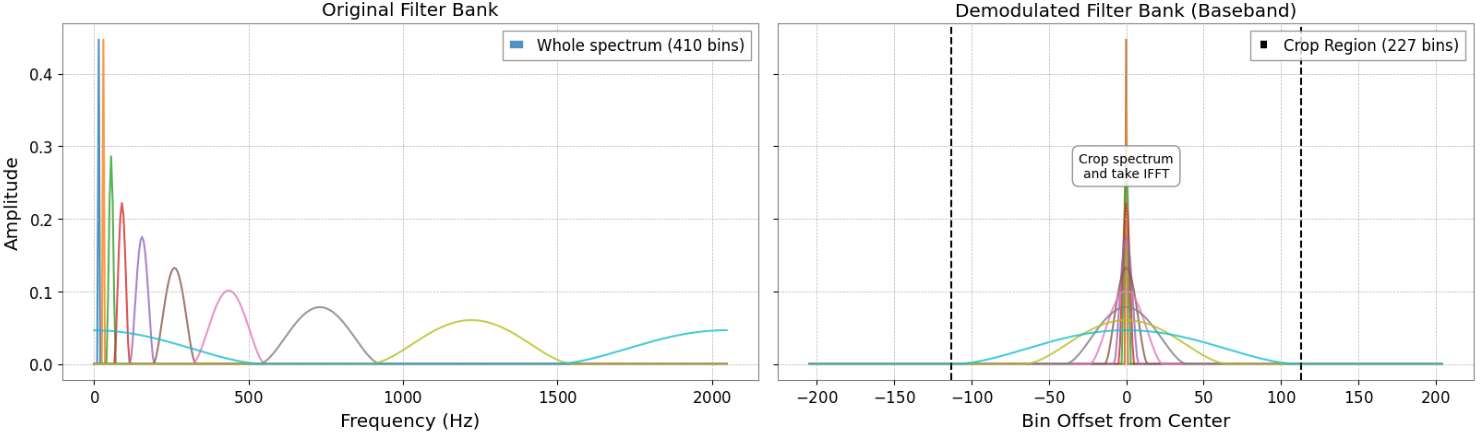 Original Filter Bank
Whole spectrum (410 bins)
Amplitude
0.4
0.3
0.2
0.1
0.0
0 500 1000 1500 2000
Frequency (Hz)
Demodulated Filter Bank (Baseband)
Crop Region (227 bins)
Crop spectrum
and take IFFT
−200 −150 −100 −50 0 50 100 150 200
Bin Offset from Center